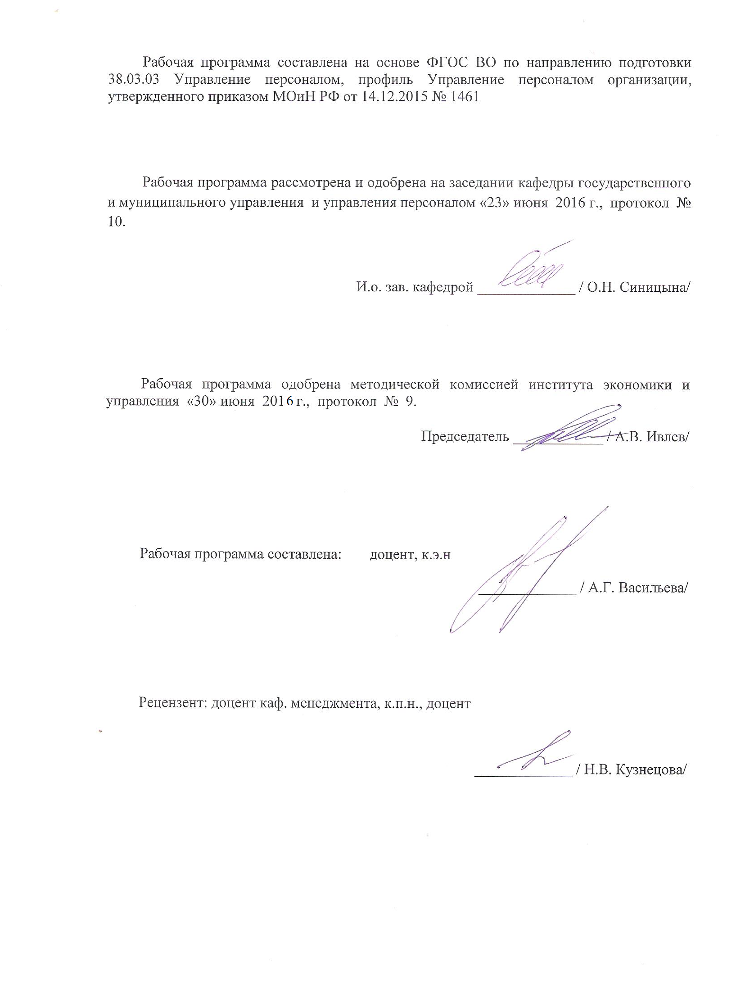 Рабочая программа составлена на основе ФГОС ВО по направлению подготовки
38.03.03 Управление персоналом, профиль Управление персоналом организации,
утвержденного приказом МОиН РФ от 14.12.2015 № 1461
Рабочая программа рассмотрена и одобрена на заседании кафедры государственного
и муниципального управления и управления персоналом «23» июня 2016 г., протокол №
10.
И.о. зав. кафедрой _____________ / О.Н. Синицына/
Рабочая программа одобрена методической комиссией института экономики и
управления «30» июня 2016 г., протокол № 9.
Председатель ____________ / А.В. Ивлев/
Рабочая программа составлена: доцент, к.э.н
_____________ / А.Г. Васильева/
Рецензент: доцент каф. менеджмента, к.п.н., доцент
_____________ / Н.В. Кузнецова/